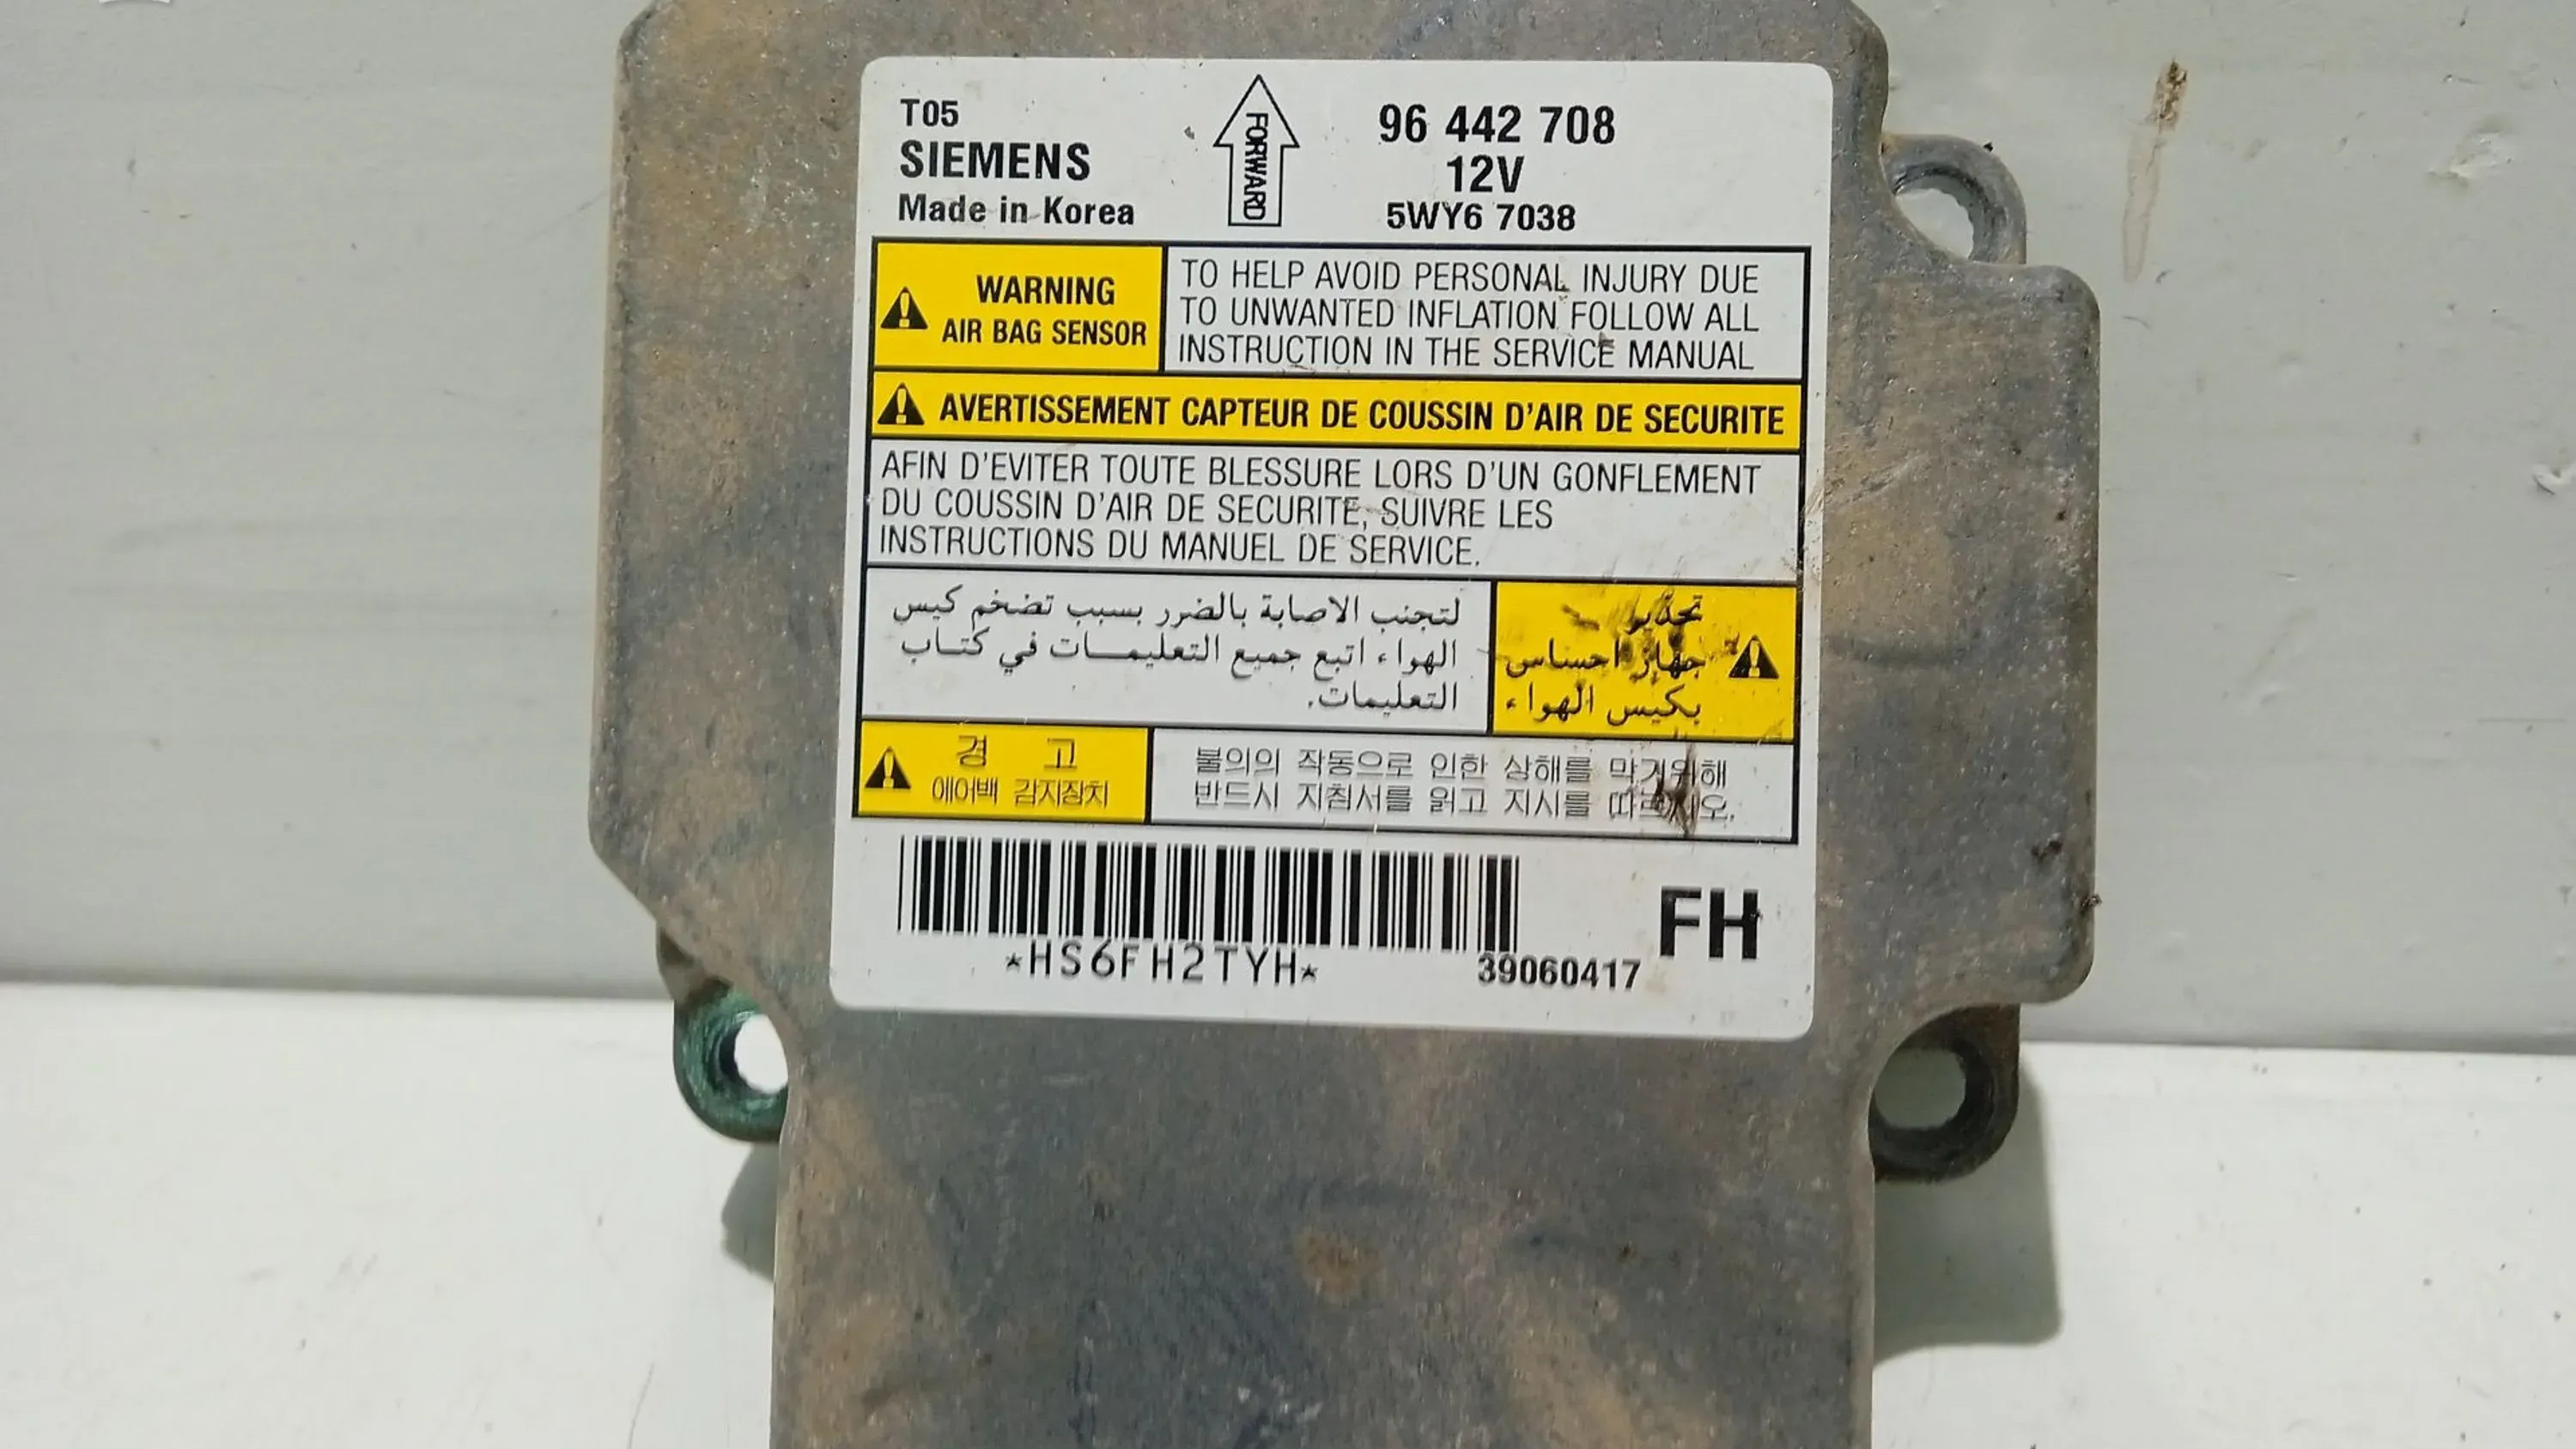 T05
SIEMENS
Made in Korea
FORWARD
96 442 708
12V
5WY6 7038
WARNING
AIR BAG SENSOR
TO HELP AVOID PERSONAL INJURY DUE
TO UNWANTED INFLATION FOLLOW ALL
INSTRUCTION IN THE SERVICE MANUAL
AVERTISSEMENT CAPTEUR DE COUSSIN D'AIR DE SECURITE
AFIN D'EVITER TOUTE BLESSURE LORS D'UN GONFLEMENT
DU COUSSIN D'AIR DE SECURITE, SUIVRE LES
INSTRUCTIONS DU MANUEL DE SERVICE.
تحذير
جهاز احساس
بكيس الهواء
لتجنب الاصابة بالضرر بسبب تضخم كيس
الهواء اتبع جميع التعليمات في كتاب
التعليمات.
경 고
에어백 감지장치
불의의 작동으로 인한 상해를 막기위해
반드시 지침서를 읽고 지시를 따르시오.
*HS6FH2TYH*
39060417
FH